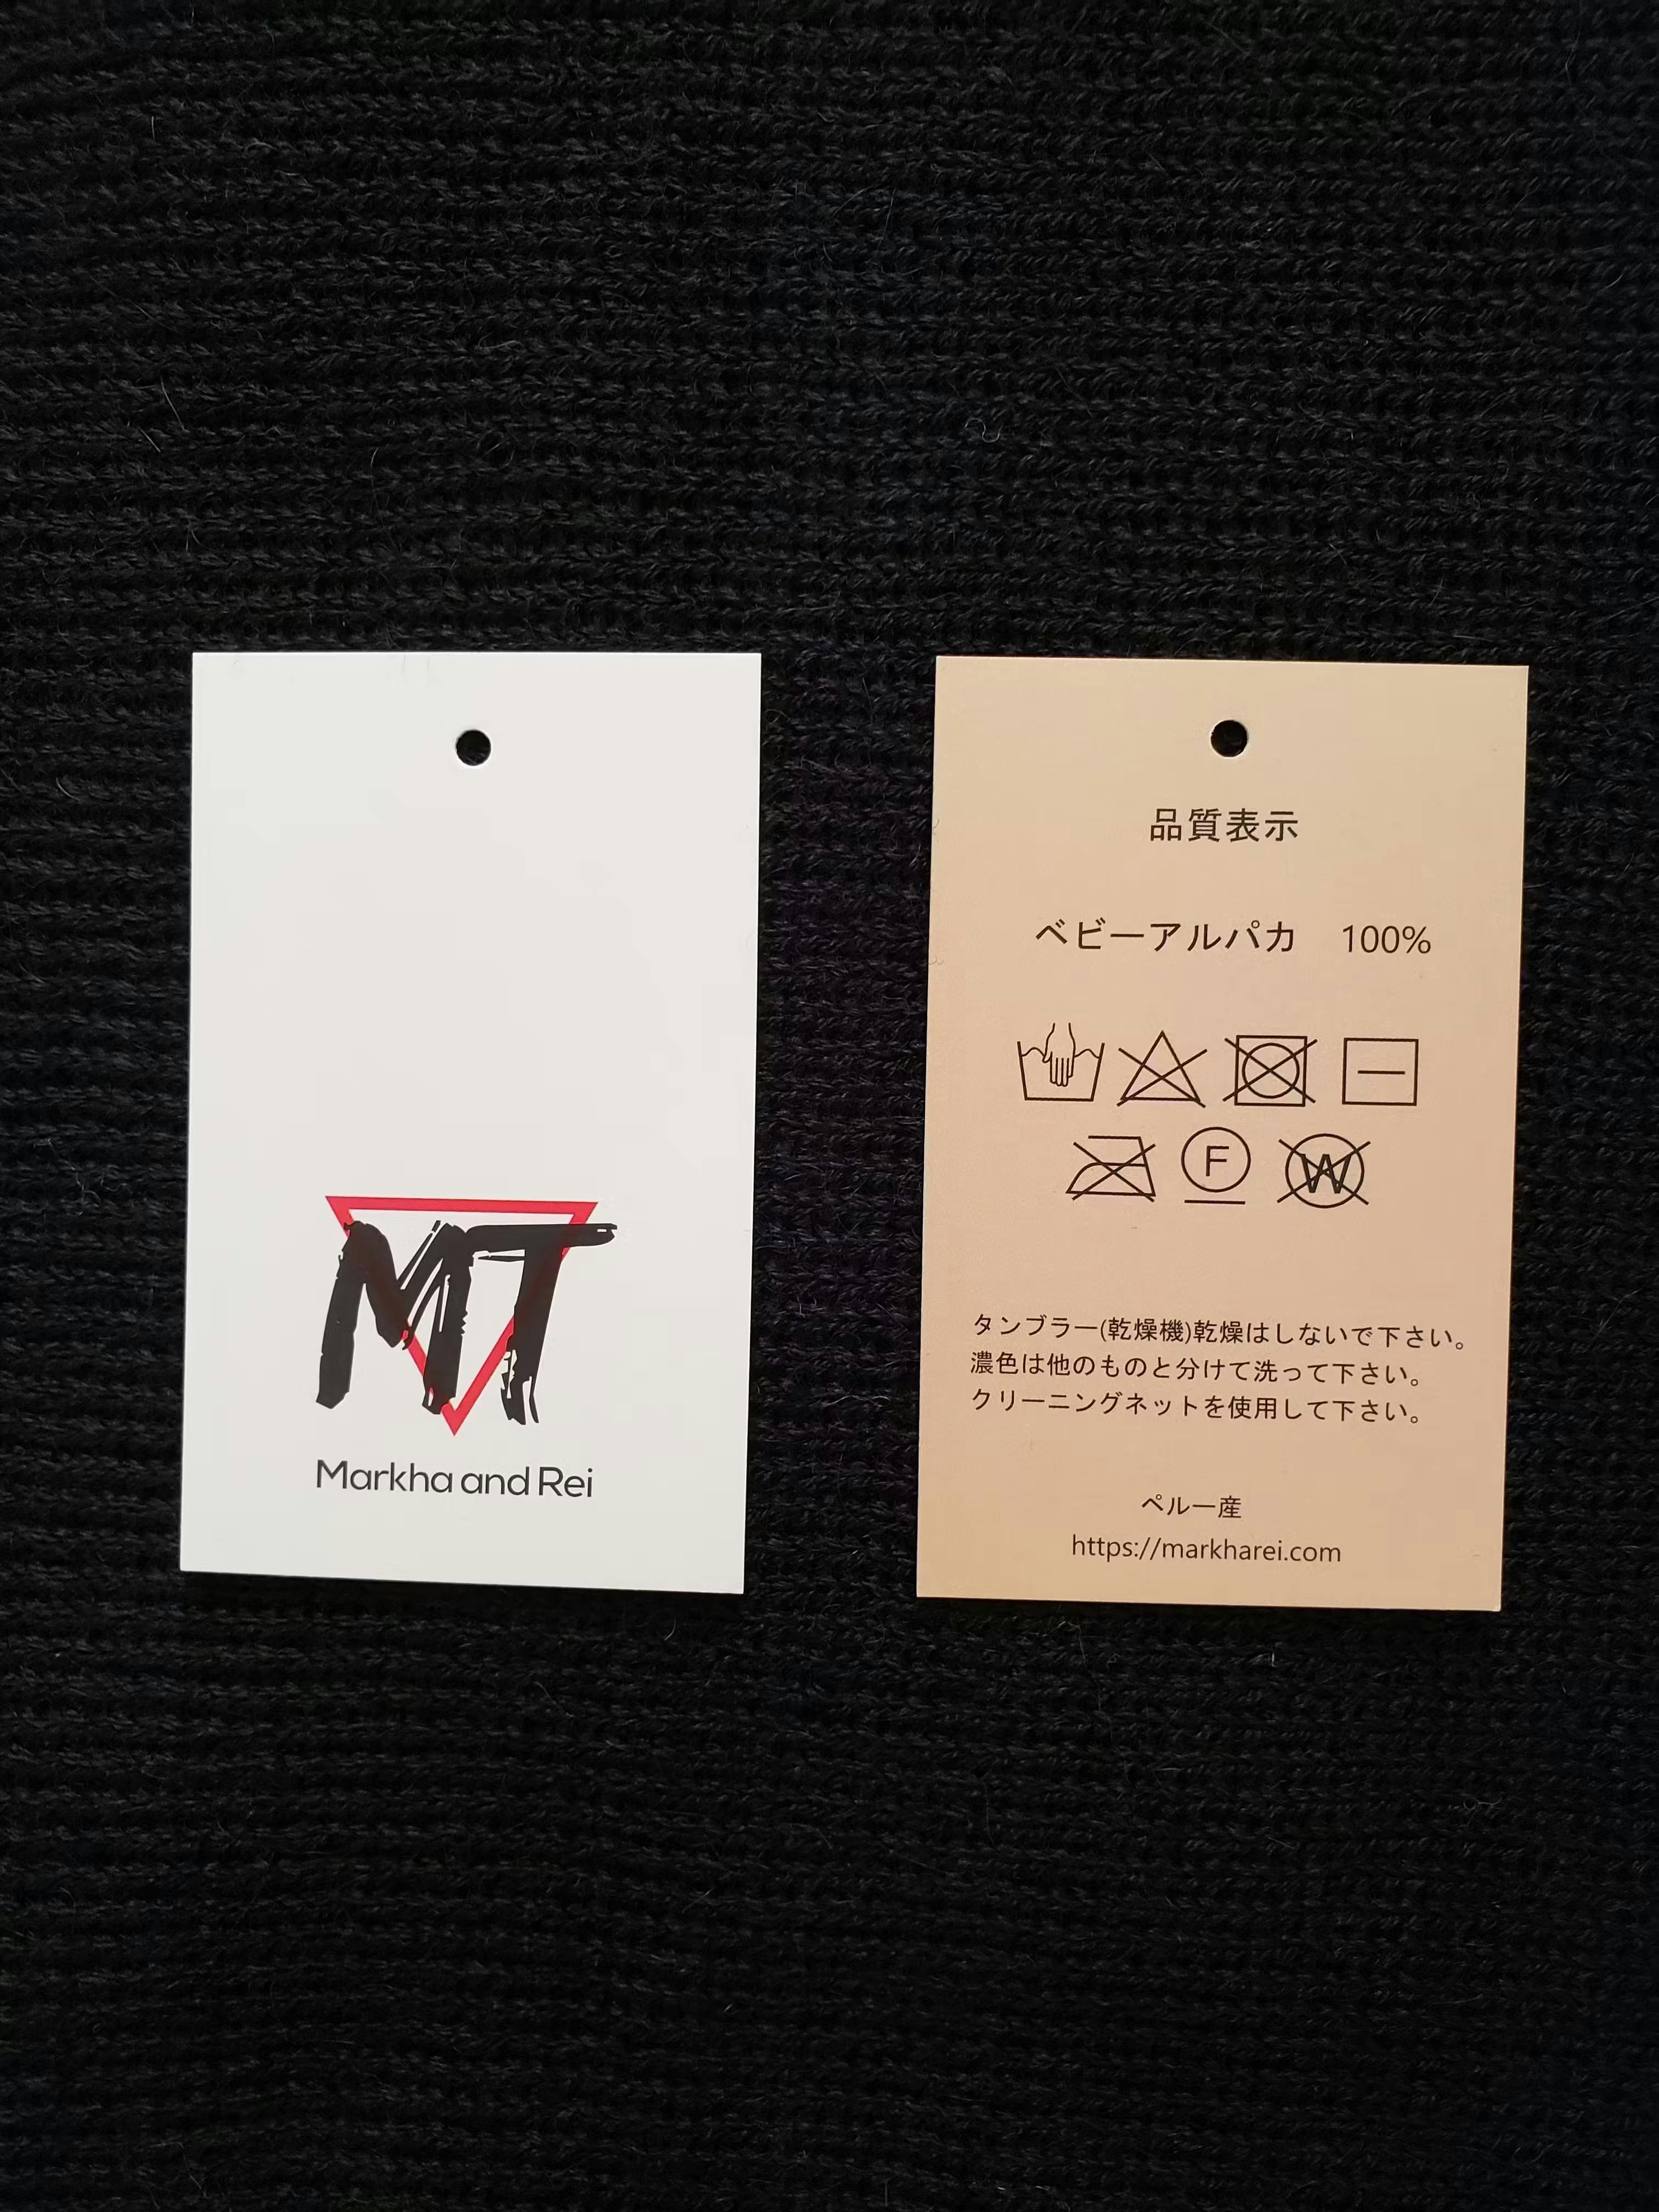 MT
Markha and Rei
品質表示
ベビーアルパカ 100%
F
W
タンブラー(乾燥機)乾燥はしないで下さい。
濃色は他のものと分けて洗って下さい。
クリーニングネットを使用して下さい。
ペルー産
https://markharei.com